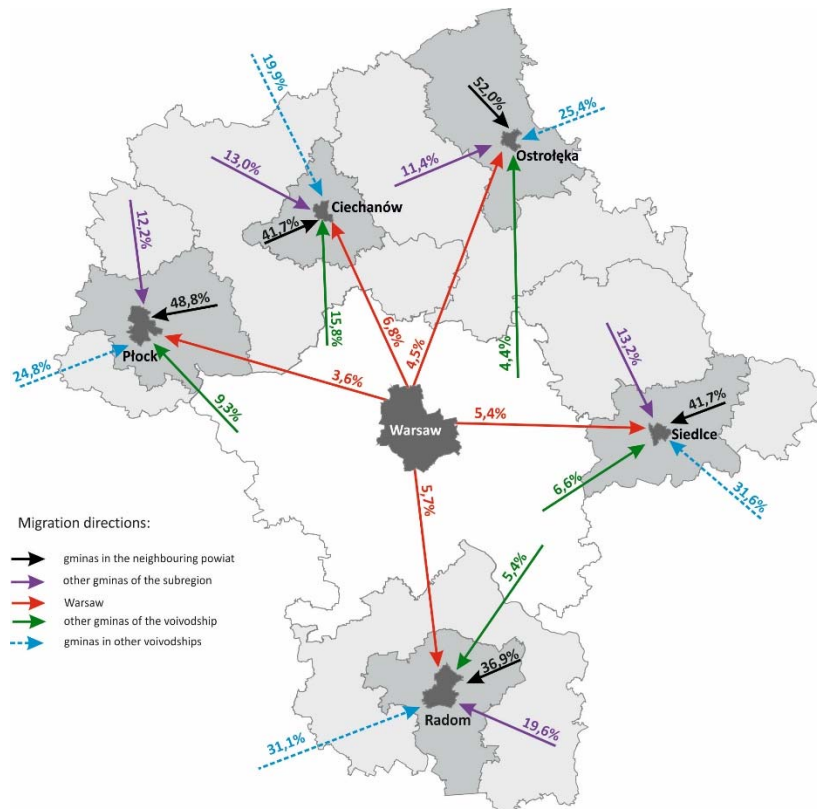 19,9%
52,0%
25,4%
Ostrołęka
13,0%
11,4%
Ciechanów
41,7%
12,2%
48,8%
15,8%
6,8%
4,5%
4,4%
13,2%
Płock
24,8%
3,6%
9,3%
41,7%
Warsaw
5,4%
Siedlce
6,6%
31,6%
5,7%
Migration directions:
gminas in the neighbouring powiat
other gminas of the subregion
Warsaw
other gminas of the voivodship
gminas in other voivodships
5,4%
36,9%
Radom
31,1%
19,6%